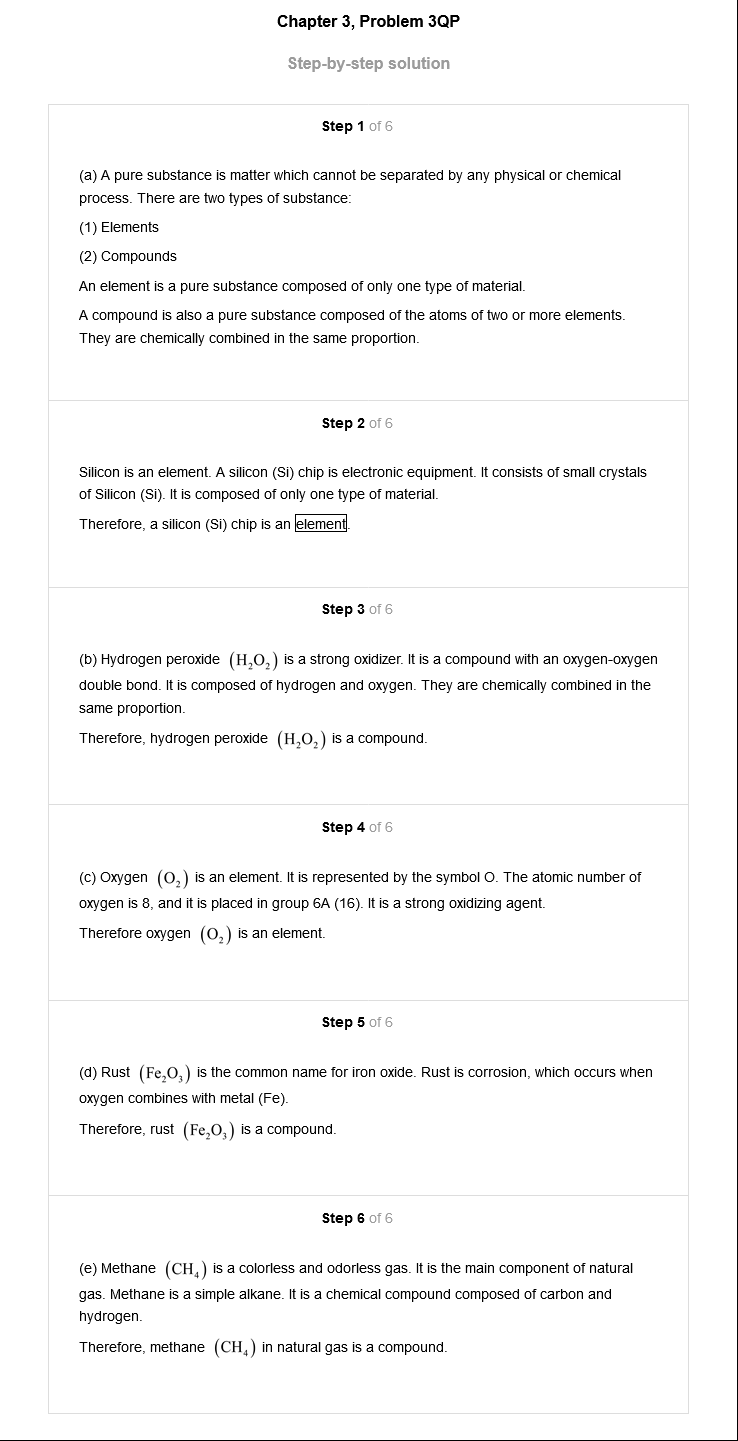 Chapter 3, Problem 3QP
Step-by-step solution
Step 1 of 6
(a) A pure substance is matter which cannot be separated by any physical or chemical
process. There are two types of substance:
(1) Elements
(2) Compounds
An element is a pure substance composed of only one type of material.
A compound is also a pure substance composed of the atoms of two or more elements.
They are chemically combined in the same proportion.
Step 2 of 6
Silicon is an element. A silicon (Si) chip is electronic equipment. It consists of small crystals
of Silicon (Si). It is composed of only one type of material.
Therefore, a silicon (Si) chip is an element.
Step 3 of 6
(b) Hydrogen peroxide (H₂O₂) is a strong oxidizer. It is a compound with an oxygen-oxygen
double bond. It is composed of hydrogen and oxygen. They are chemically combined in the
same proportion.
Therefore, hydrogen peroxide (H₂O₂) is a compound.
Step 4 of 6
(c) Oxygen (O₂) is an element. It is represented by the symbol O. The atomic number of
oxygen is 8, and it is placed in group 6A (16). It is a strong oxidizing agent.
Therefore oxygen (O₂) is an element.
Step 5 of 6
(d) Rust (Fe₂O₃) is the common name for iron oxide. Rust is corrosion, which occurs when
oxygen combines with metal (Fe).
Therefore, rust (Fe₂O₃) is a compound.
Step 6 of 6
(e) Methane (CH₄) is a colorless and odorless gas. It is the main component of natural
gas. Methane is a simple alkane. It is a chemical compound composed of carbon and
hydrogen.
Therefore, methane (CH₄) in natural gas is a compound.